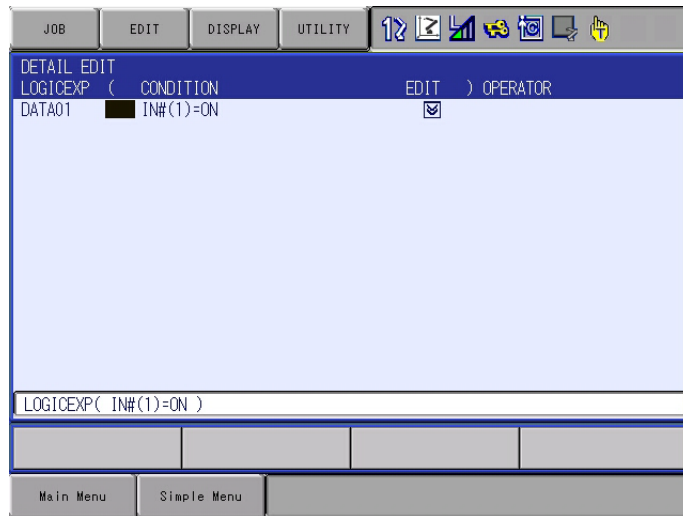 JOB EDIT DISPLAY UTILITY
DETAIL EDIT
LOGICEXP ( CONDITION EDIT ) OPERATOR
DATA01 IN#(1)=ON
LOGICEXP( IN#(1)=ON )
Main Menu Simple Menu